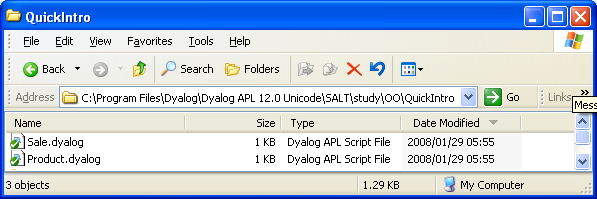 QuickIntro
File Edit View Favorites Tools Help
Back Search Folders
Address C:\Program Files\Dyalog\Dyalog APL 12.0 Unicode\SALT\study\OO\QuickIntro Go Links »
Mess
Name Size Type Date Modified
Sale.dyalog 1 KB Dyalog APL Script File 2008/01/29 05:55
Product.dyalog 1 KB Dyalog APL Script File 2008/01/29 05:55
3 objects 1.29 KB My Computer